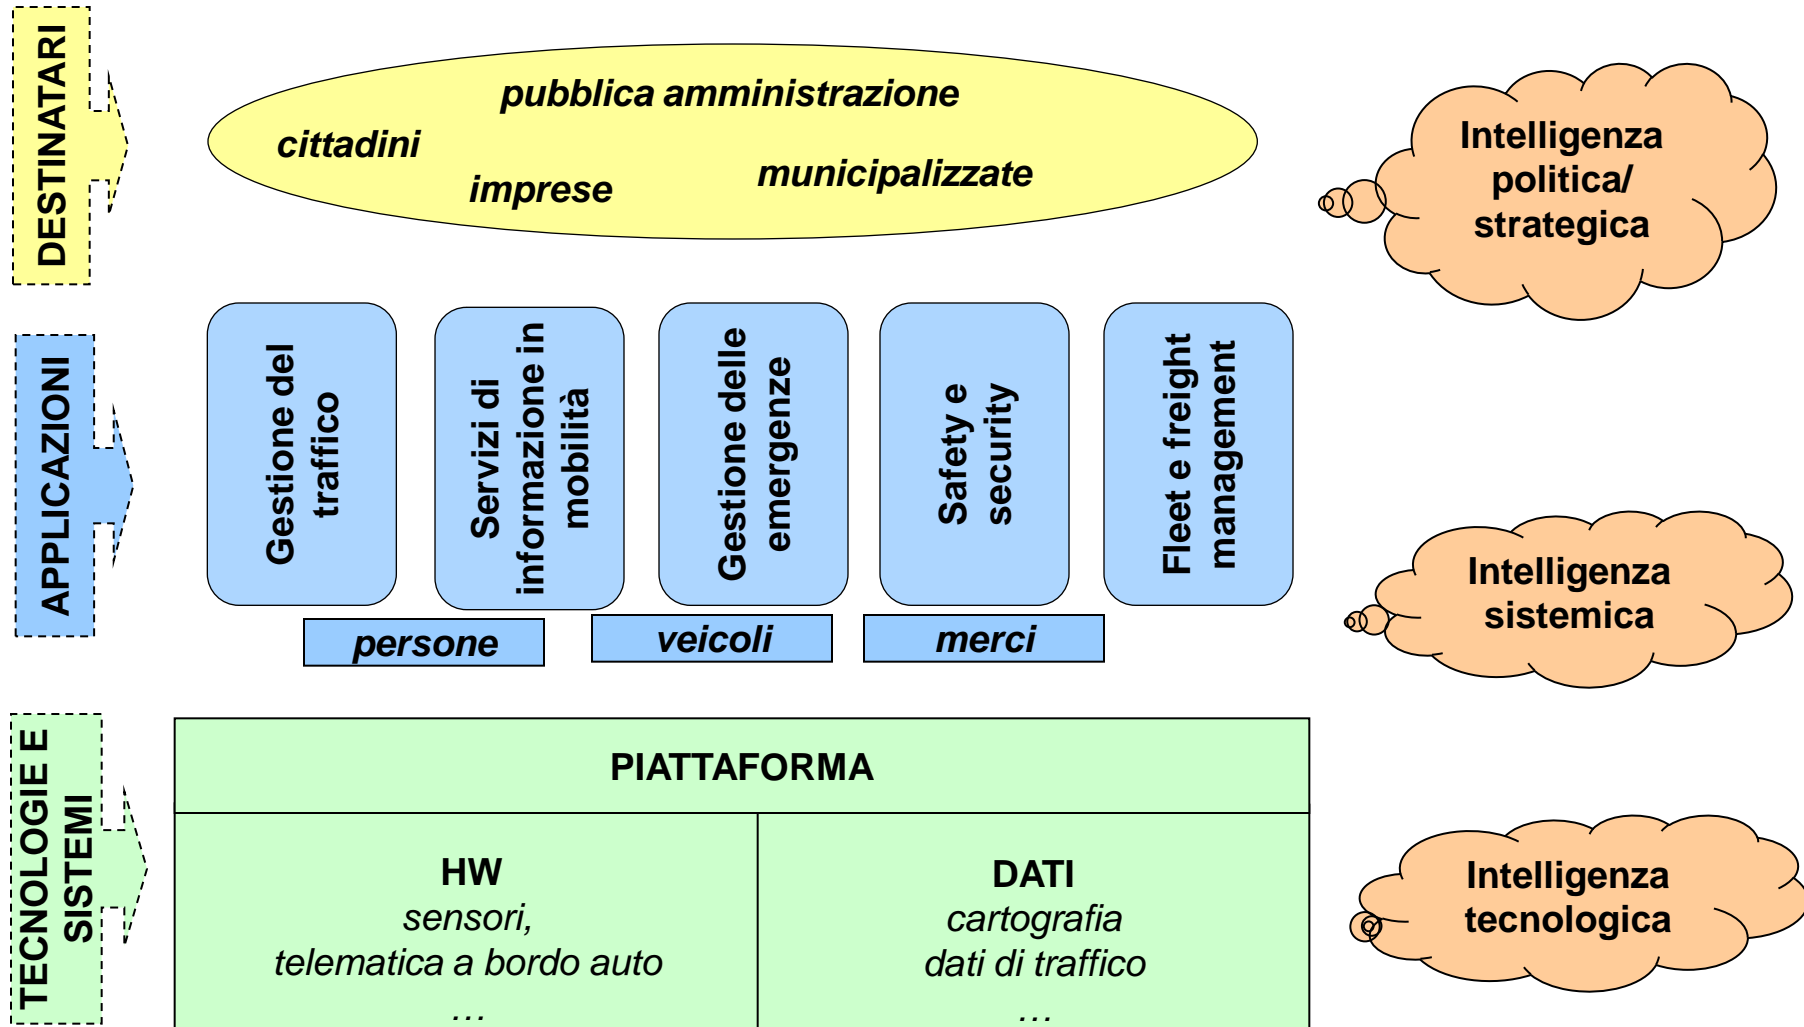 DESTINATARI
pubblica amministrazione
cittadini
imprese
municipalizzate
Intelligenza
politica/
strategica
APPLICAZIONI
Gestione del
traffico
Servizi di
informazione in
mobilità
Gestione delle
emergenze
Safety e
security
Fleet e freight
management
persone
veicoli
merci
Intelligenza
sistemica
TECNOLOGIE E
SISTEMI
PIATTAFORMA
HW
sensori,
telematica a bordo auto
…
DATI
cartografia
dati di traffico
…
Intelligenza
tecnologica